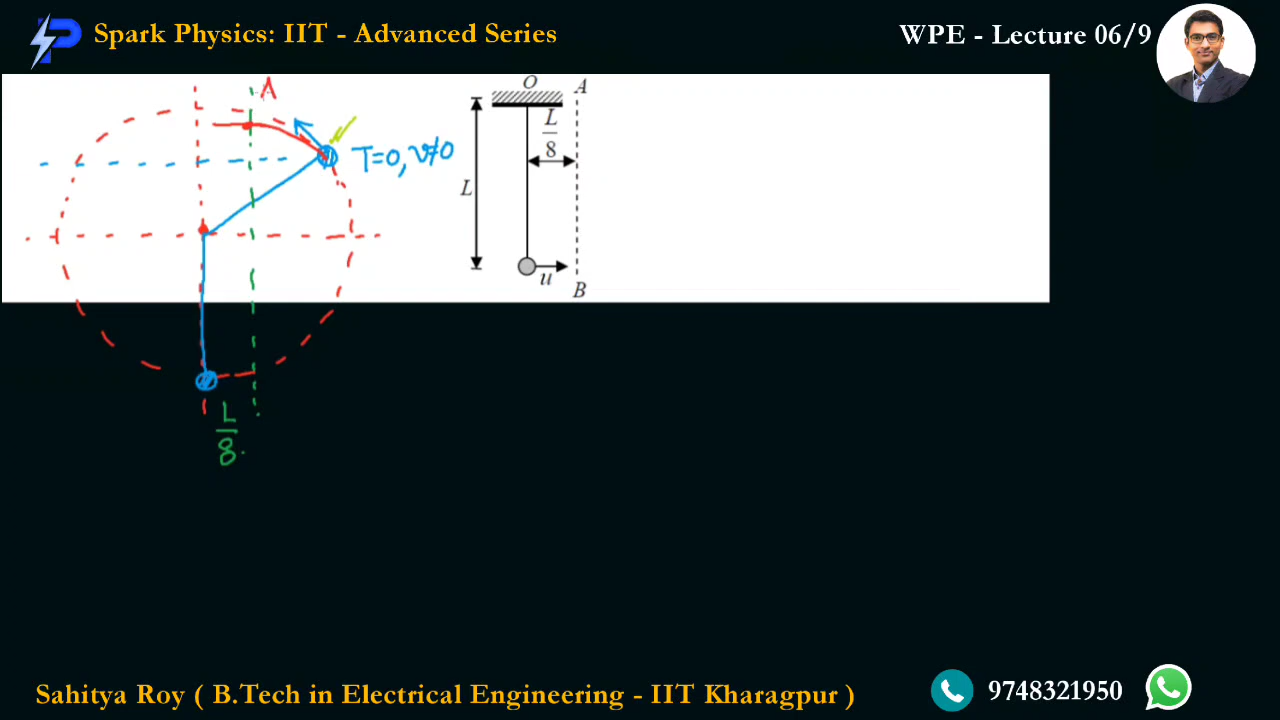 Spark Physics: IIT - Advanced Series
WPE - Lecture 06/9
A
T=0, v≠0
L
8
O
A
L
8
L
u
B
Sahitya Roy ( B.Tech in Electrical Engineering - IIT Kharagpur )
9748321950